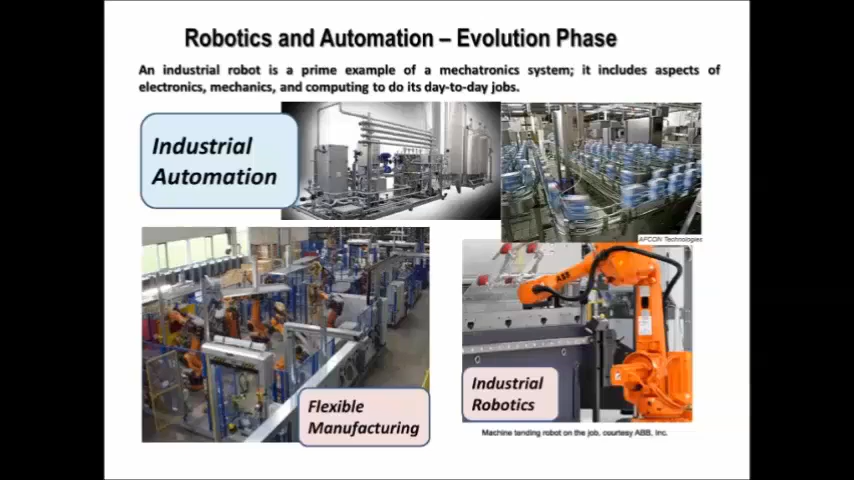 Robotics and Automation – Evolution Phase
An industrial robot is a prime example of a mechatronics system; it includes aspects of
electronics, mechanics, and computing to do its day-to-day jobs.
Industrial
Automation
AFCON Technologies
ABB
Flexible
Manufacturing
Industrial
Robotics
Machine tending robot on the job, courtesy ABB, Inc.